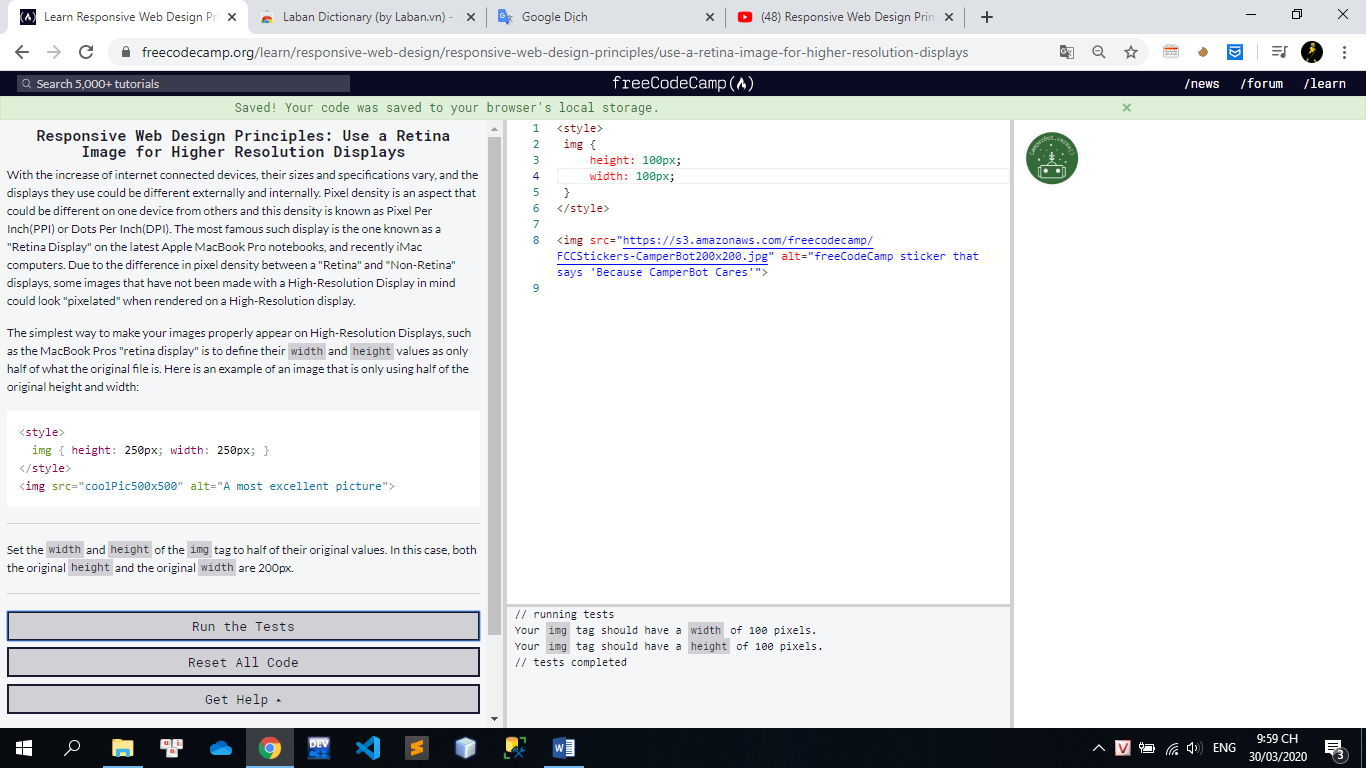 Learn Responsive Web Design Pr
Laban Dictionary (by Laban.vn) -
Google Dịch
(48) Responsive Web Design Prin
freecodecamp.org/learn/responsive-web-design/responsive-web-design-principles/use-a-retina-image-for-higher-resolution-displays
Search 5,000+ tutorials
freeCodeCamp
/news
/forum
/learn
Saved! Your code was saved to your browser's local storage.
Responsive Web Design Principles: Use a Retina
Image for Higher Resolution Displays
With the increase of internet connected devices, their sizes and specifications vary, and the
displays they use could be different externally and internally. Pixel density is an aspect that
could be different on one device from others and this density is known as Pixel Per
Inch(PPI) or Dots Per Inch(DPI). The most famous such display is the one known as a
"Retina Display" on the latest Apple MacBook Pro notebooks, and recently iMac
computers. Due to the difference in pixel density between a "Retina" and "Non-Retina"
displays, some images that have not been made with a High-Resolution Display in mind
could look "pixelated" when rendered on a High-Resolution display.
The simplest way to make your images properly appear on High-Resolution Displays, such
as the MacBook Pros "retina display" is to define their width and height values as only
half of what the original file is. Here is an example of an image that is only using half of the
original height and width:
<style>
img { height: 250px; width: 250px; }
</style>
<img src="coolPic500x500" alt="A most excellent picture">
Set the width and height of the img tag to half of their original values. In this case, both
the original height and the original width are 200px.
Run the Tests
Reset All Code
Get Help
1 <style>
2 img {
3 height: 100px;
4 width: 100px;
5 }
6 </style>
7
8 <img src="https://s3.amazonaws.com/freecodecamp/
FCCStickers-CamperBot200x200.jpg" alt="freeCodeCamp sticker that
says 'Because CamperBot Cares'">
9
// running tests
Your img tag should have a width of 100 pixels.
Your img tag should have a height of 100 pixels.
// tests completed
DEV
C++
V
ENG
9:59 CH
30/03/2020
3